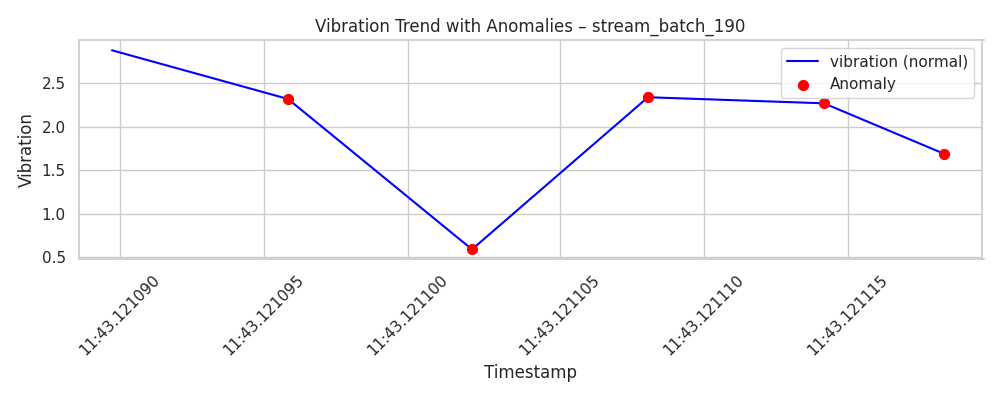 Vibration Trend with Anomalies – stream_batch_190
vibration (normal)
Anomaly
Vibration
2.5
2.0
1.5
1.0
0.5
11:43.121090
11:43.121095
11:43.121100
11:43.121105
11:43.121110
11:43.121115
Timestamp